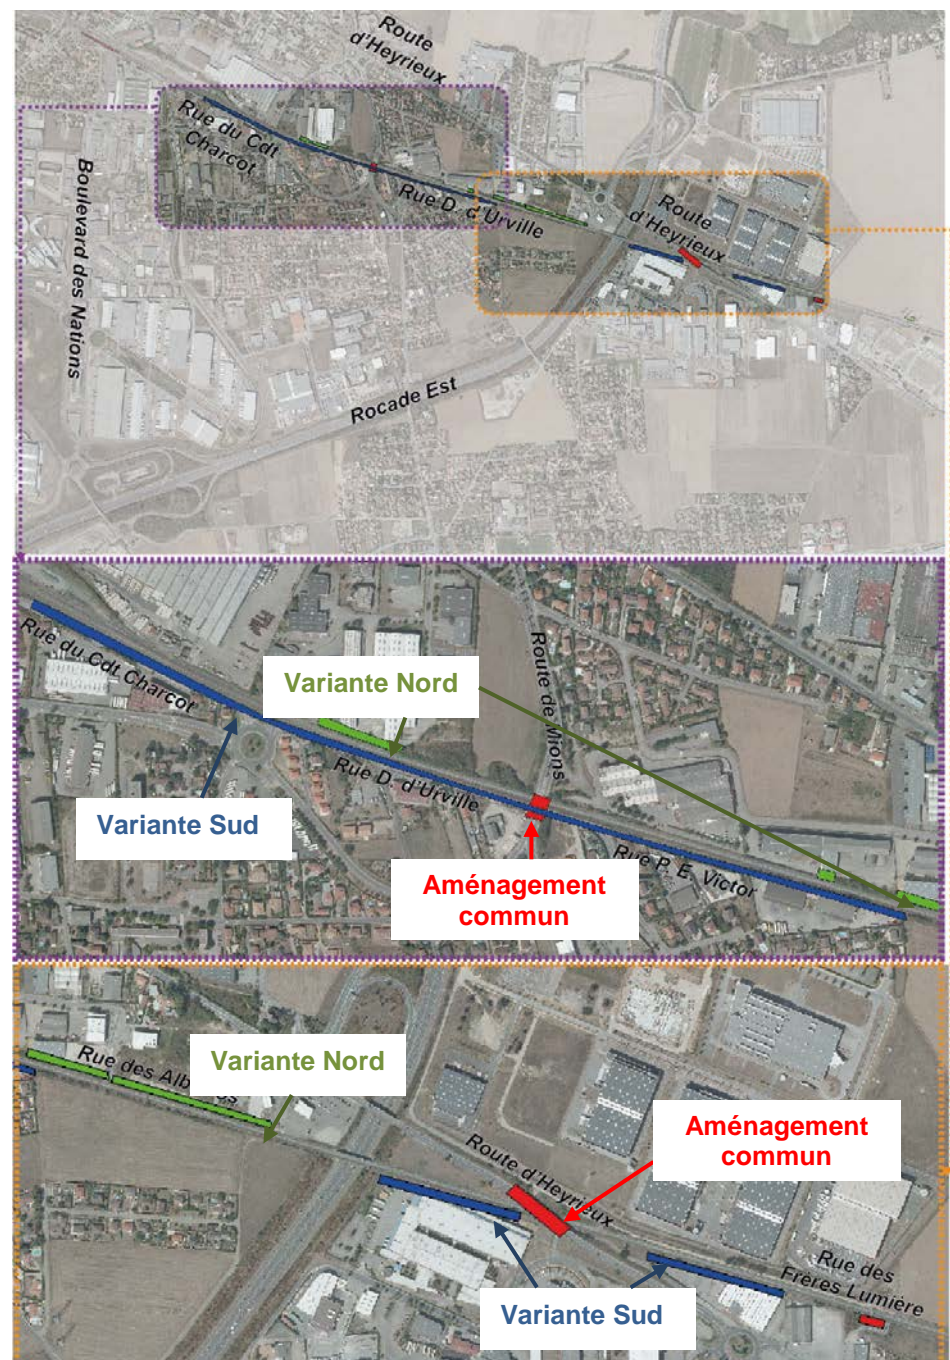 Route
d'Heyrieux
Rue du Cdt
Charcot
Boulevard des Nations
Rue D. d'Urville
Route
d'Heyrieux
Rocade Est
Rue du Cdt Charcot
Variante Nord
Route de Mions
Rue D. d'Urville
Variante Sud
Rue P. E. Victor
Aménagement
commun
Variante Nord
Rue des
Aménagement
commun
Route d'Heyrieux
Rue des
Frères Lumière
Variante Sud